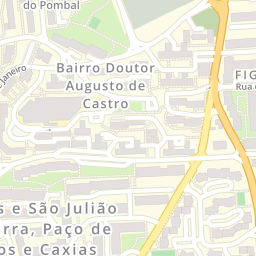 do Pombal
Janeiro
Bairro Doutor
Augusto de
Castro
FIG
Rua
s e São Julião
rra, Paço de
os e Caxias